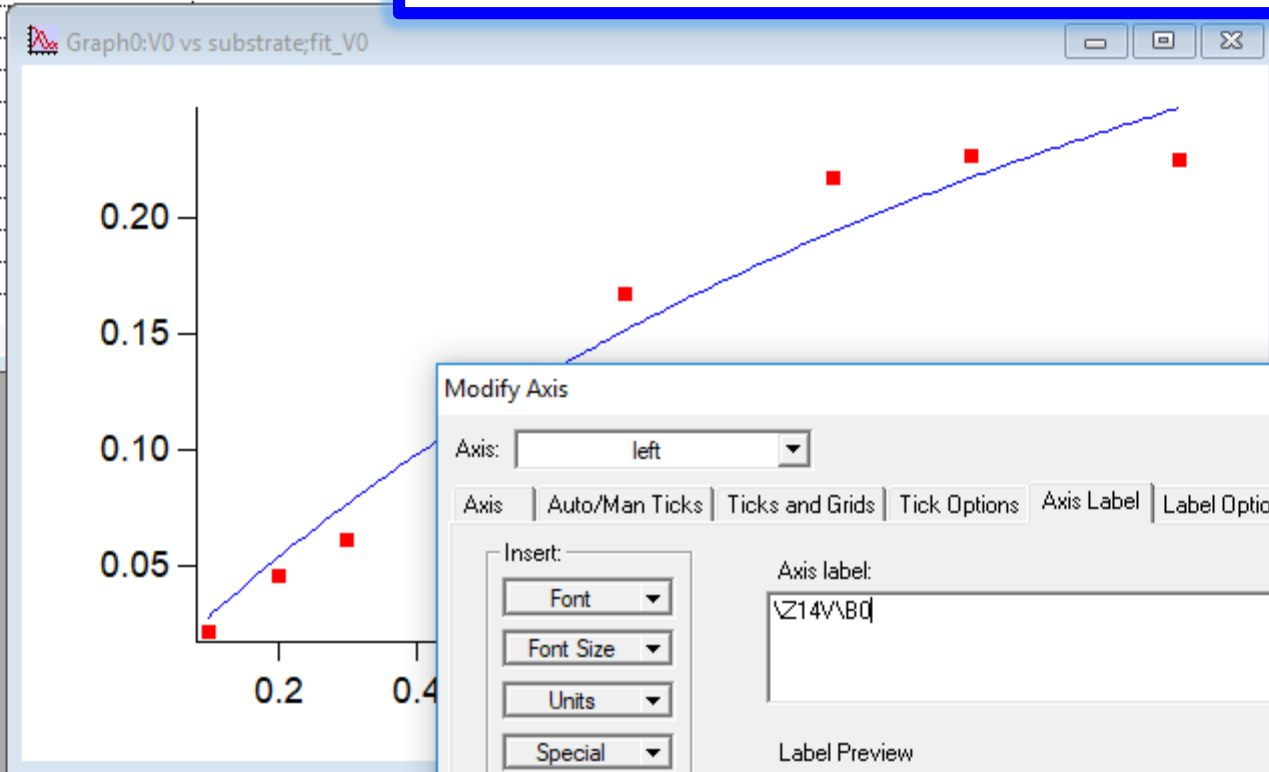 Graph0:V0 vs substrate;fit_V0
0.20
0.15
0.10
0.05
0.2
0.4
Modify Axis
Axis:
left
Axis
Auto/Man Ticks
Ticks and Grids
Tick Options
Axis Label
Label Optio
Insert:
Font
Font Size
Units
Special
Axis label:
\Z14V\B0
Label Preview